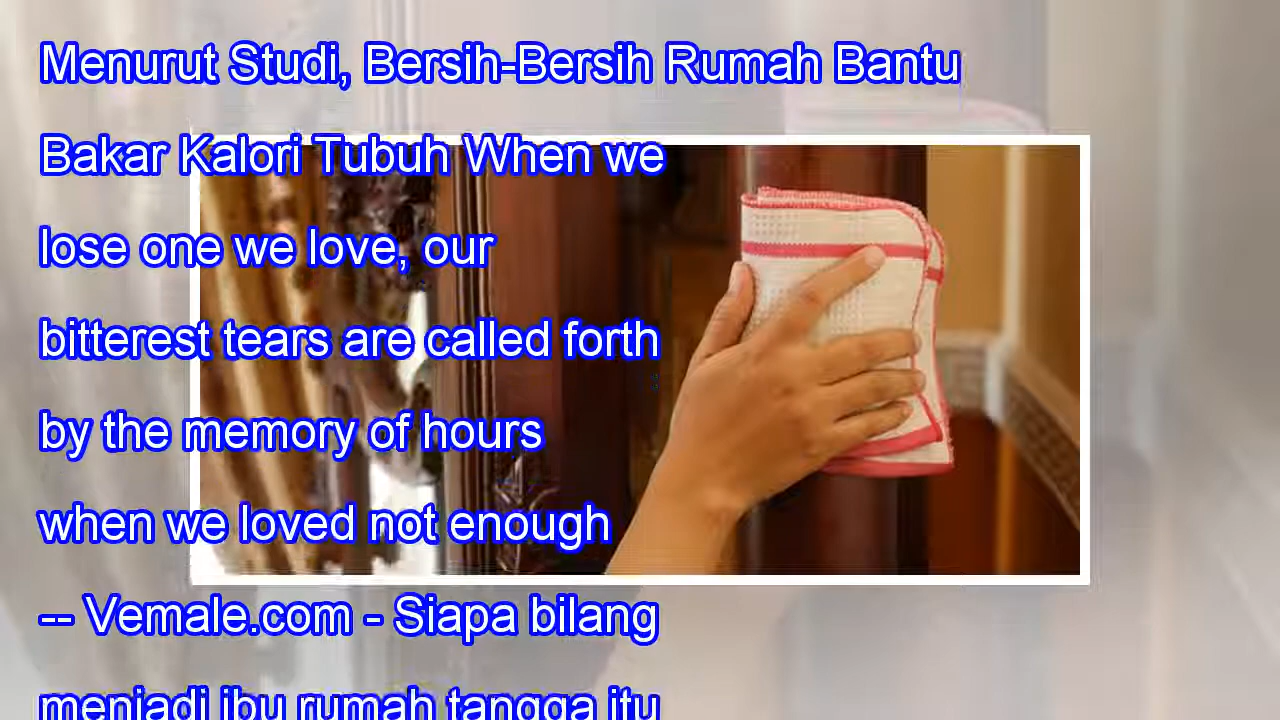 Menurut Studi, Bersih-Bersih Rumah Bantu
Bakar Kalori Tubuh When we
lose one we love, our
bitterest tears are called forth
by the memory of hours
when we loved not enough
-- Vemale.com - Siapa bilang
menjadi ibu rumah tangga itu